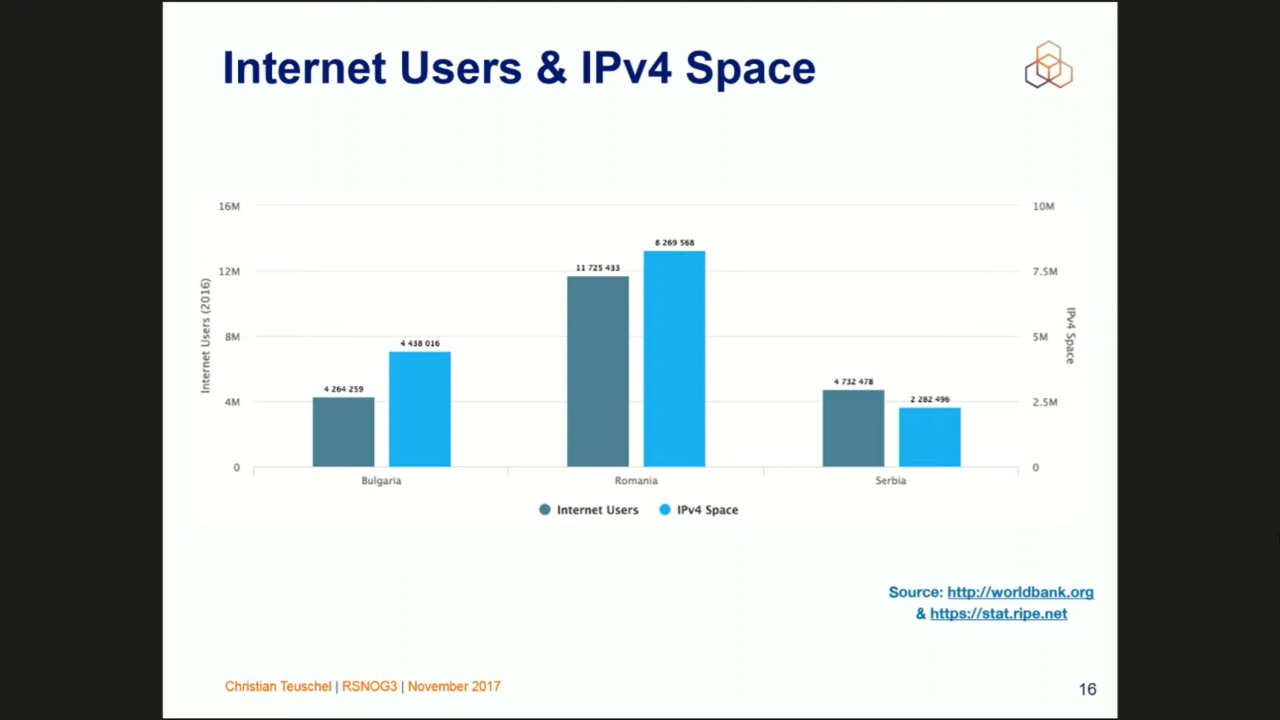 Internet Users & IPv4 Space
16M
10M
8 269 568
11 725 433
12M
7.5M
Internet Users (2016)
IPv4 Space
8M
5M
4 438 016
4 264 259
4 732 478
2 282 496
4M
2.5M
0
0
Bulgaria
Romania
Serbia
Internet Users
IPv4 Space
Source: http://worldbank.org
& https://stat.ripe.net
Christian Teuschel | RSNOG3 | November 2017
16